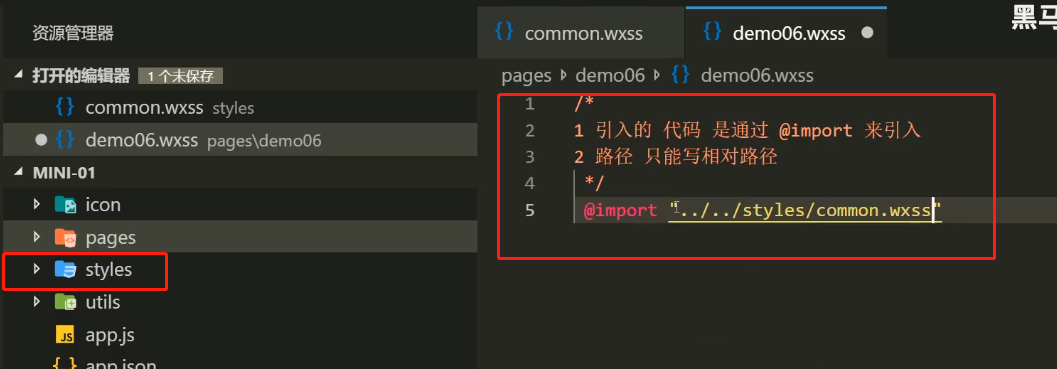 资源管理器
打开的编辑器 1 个未保存
{} common.wxss styles
{} demo06.wxss pages\demo06
MINI-01
icon
pages
styles
utils
JS app.js
{} app.json
{} common.wxss
{} demo06.wxss
黑马
pages demo06 {} demo06.wxss
1 /*
2 1 引入的 代码 是通过 @import 来引入
3 2 路径 只能写相对路径
4 */
5 @import "../../styles/common.wxss"